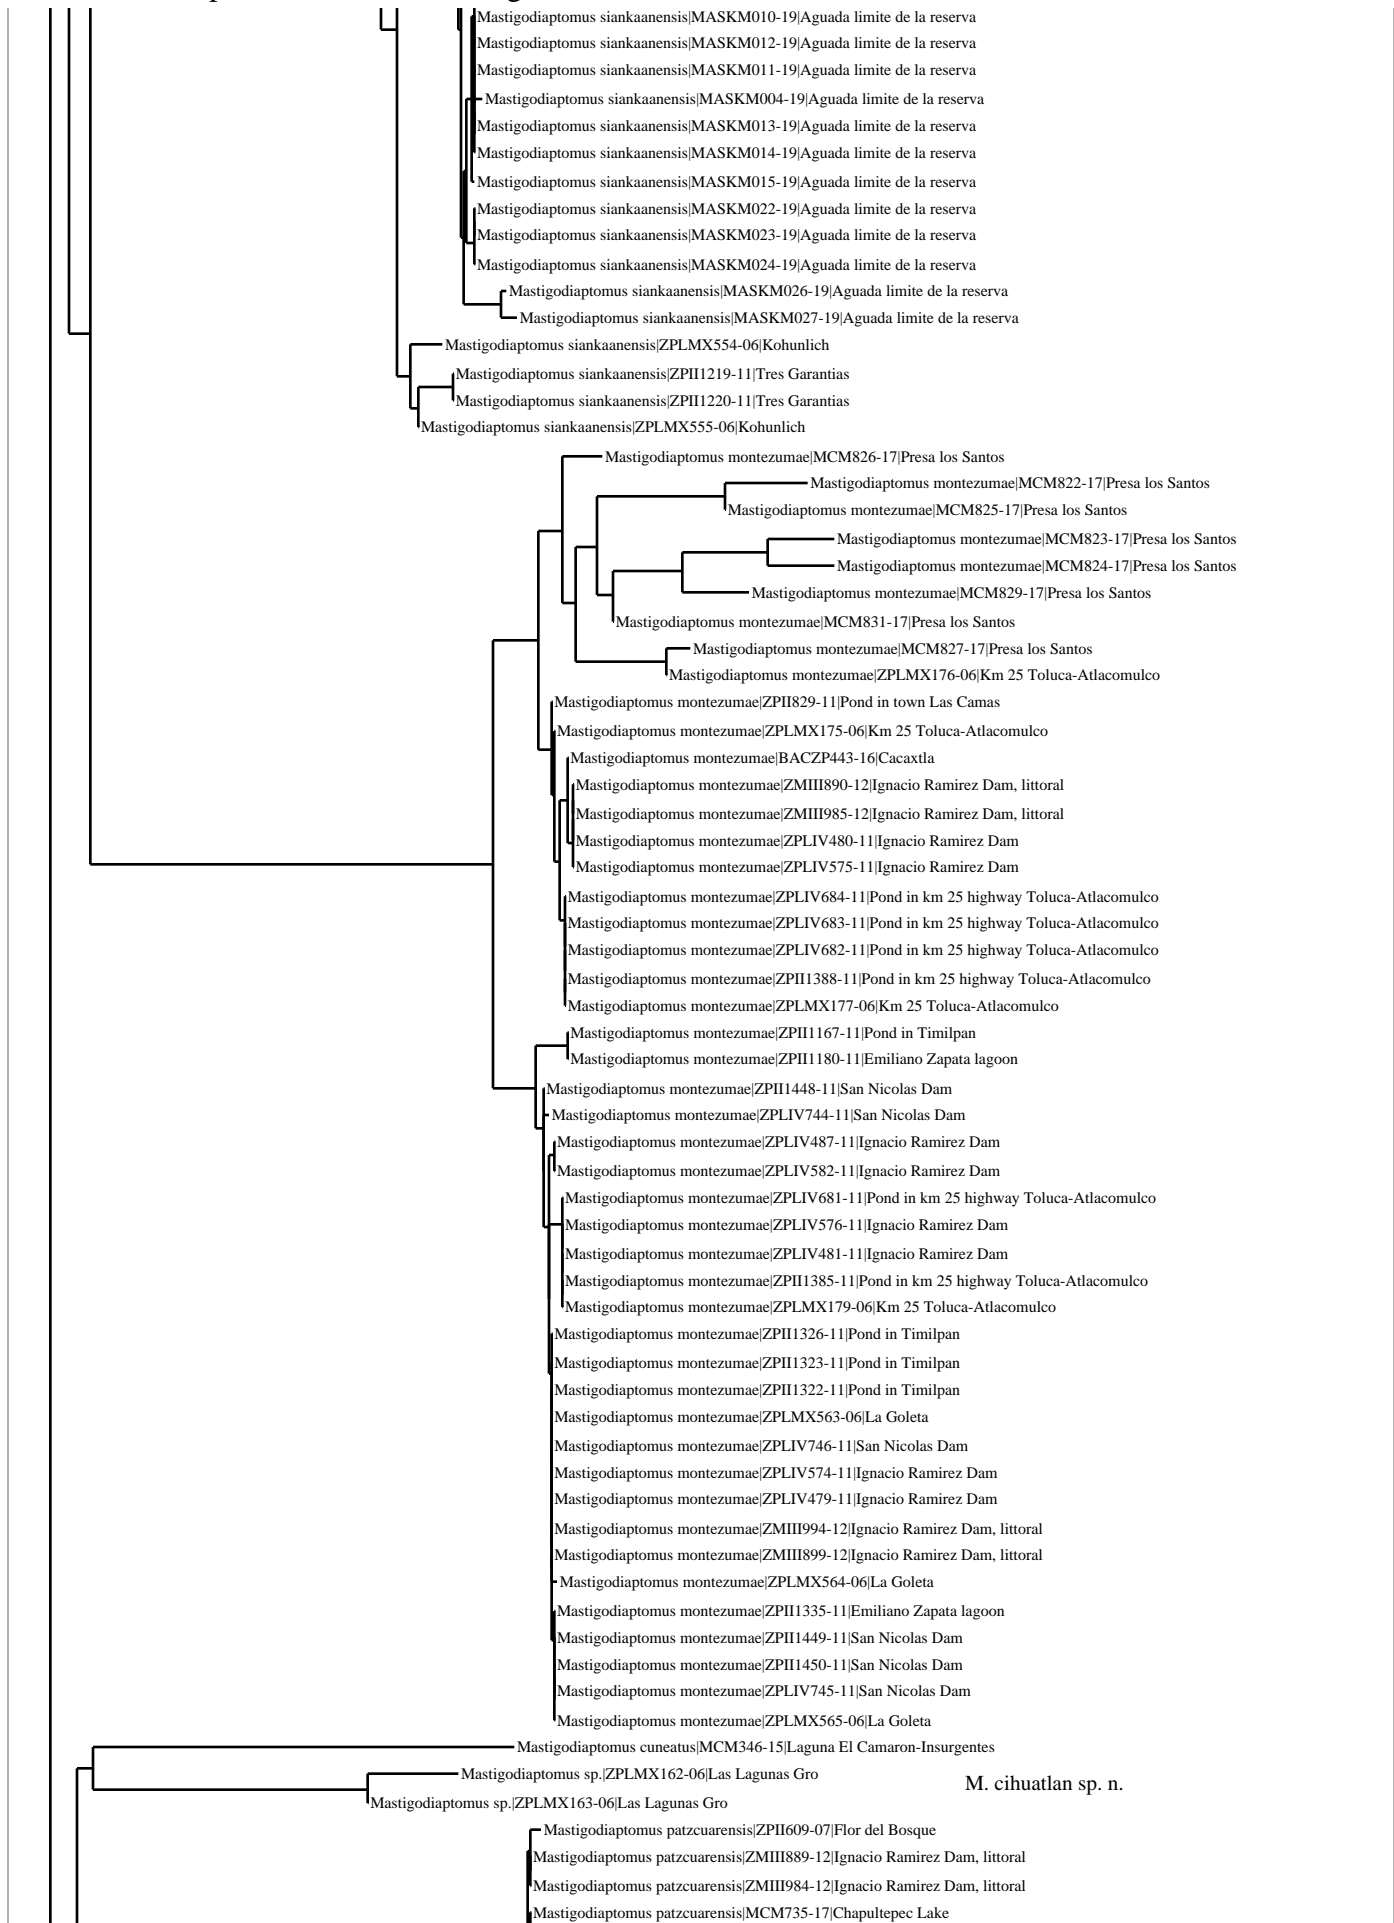 Mastigodiaptomus siankaanensis|MASKM010-19|Aguada limite de la reserva
Mastigodiaptomus siankaanensis|MASKM012-19|Aguada limite de la reserva
Mastigodiaptomus siankaanensis|MASKM011-19|Aguada limite de la reserva
Mastigodiaptomus siankaanensis|MASKM004-19|Aguada limite de la reserva
Mastigodiaptomus siankaanensis|MASKM013-19|Aguada limite de la reserva
Mastigodiaptomus siankaanensis|MASKM014-19|Aguada limite de la reserva
Mastigodiaptomus siankaanensis|MASKM015-19|Aguada limite de la reserva
Mastigodiaptomus siankaanensis|MASKM022-19|Aguada limite de la reserva
Mastigodiaptomus siankaanensis|MASKM023-19|Aguada limite de la reserva
Mastigodiaptomus siankaanensis|MASKM024-19|Aguada limite de la reserva
Mastigodiaptomus siankaanensis|MASKM026-19|Aguada limite de la reserva
Mastigodiaptomus siankaanensis|MASKM027-19|Aguada limite de la reserva
Mastigodiaptomus siankaanensis|ZPLMX554-06|Kohunlich
Mastigodiaptomus siankaanensis|ZPII1219-11|Tres Garantias
Mastigodiaptomus siankaanensis|ZPII1220-11|Tres Garantias
Mastigodiaptomus siankaanensis|ZPLMX555-06|Kohunlich
Mastigodiaptomus montezumae|MCM826-17|Presa los Santos
Mastigodiaptomus montezumae|MCM822-17|Presa los Santos
Mastigodiaptomus montezumae|MCM825-17|Presa los Santos
Mastigodiaptomus montezumae|MCM823-17|Presa los Santos
Mastigodiaptomus montezumae|MCM824-17|Presa los Santos
Mastigodiaptomus montezumae|MCM829-17|Presa los Santos
Mastigodiaptomus montezumae|MCM831-17|Presa los Santos
Mastigodiaptomus montezumae|MCM827-17|Presa los Santos
Mastigodiaptomus montezumae|ZPLMX176-06|Km 25 Toluca-Atlacomulco
Mastigodiaptomus montezumae|ZPII829-11|Pond in town Las Camas
Mastigodiaptomus montezumae|ZPLMX175-06|Km 25 Toluca-Atlacomulco
Mastigodiaptomus montezumae|BACZP443-16|Cacaxtla
Mastigodiaptomus montezumae|ZMIII890-12|Ignacio Ramirez Dam, littoral
Mastigodiaptomus montezumae|ZMIII985-12|Ignacio Ramirez Dam, littoral
Mastigodiaptomus montezumae|ZPLIV480-11|Ignacio Ramirez Dam
Mastigodiaptomus montezumae|ZPLIV575-11|Ignacio Ramirez Dam
Mastigodiaptomus montezumae|ZPLIV684-11|Pond in km 25 highway Toluca-Atlacomulco
Mastigodiaptomus montezumae|ZPLIV683-11|Pond in km 25 highway Toluca-Atlacomulco
Mastigodiaptomus montezumae|ZPLIV682-11|Pond in km 25 highway Toluca-Atlacomulco
Mastigodiaptomus montezumae|ZPII1388-11|Pond in km 25 highway Toluca-Atlacomulco
Mastigodiaptomus montezumae|ZPLMX177-06|Km 25 Toluca-Atlacomulco
Mastigodiaptomus montezumae|ZPII1167-11|Pond in Timilpan
Mastigodiaptomus montezumae|ZPII1180-11|Emiliano Zapata lagoon
Mastigodiaptomus montezumae|ZPII1448-11|San Nicolas Dam
Mastigodiaptomus montezumae|ZPLIV744-11|San Nicolas Dam
Mastigodiaptomus montezumae|ZPLIV487-11|Ignacio Ramirez Dam
Mastigodiaptomus montezumae|ZPLIV582-11|Ignacio Ramirez Dam
Mastigodiaptomus montezumae|ZPLIV681-11|Pond in km 25 highway Toluca-Atlacomulco
Mastigodiaptomus montezumae|ZPLIV576-11|Ignacio Ramirez Dam
Mastigodiaptomus montezumae|ZPLIV481-11|Ignacio Ramirez Dam
Mastigodiaptomus montezumae|ZPII1385-11|Pond in km 25 highway Toluca-Atlacomulco
Mastigodiaptomus montezumae|ZPLMX179-06|Km 25 Toluca-Atlacomulco
Mastigodiaptomus montezumae|ZPII1326-11|Pond in Timilpan
Mastigodiaptomus montezumae|ZPII1323-11|Pond in Timilpan
Mastigodiaptomus montezumae|ZPII1322-11|Pond in Timilpan
Mastigodiaptomus montezumae|ZPLMX563-06|La Goleta
Mastigodiaptomus montezumae|ZPLIV746-11|San Nicolas Dam
Mastigodiaptomus montezumae|ZPLIV574-11|Ignacio Ramirez Dam
Mastigodiaptomus montezumae|ZPLIV479-11|Ignacio Ramirez Dam
Mastigodiaptomus montezumae|ZMIII994-12|Ignacio Ramirez Dam, littoral
Mastigodiaptomus montezumae|ZMIII899-12|Ignacio Ramirez Dam, littoral
Mastigodiaptomus montezumae|ZPLMX564-06|La Goleta
Mastigodiaptomus montezumae|ZPII1335-11|Emiliano Zapata lagoon
Mastigodiaptomus montezumae|ZPII1449-11|San Nicolas Dam
Mastigodiaptomus montezumae|ZPII1450-11|San Nicolas Dam
Mastigodiaptomus montezumae|ZPLIV745-11|San Nicolas Dam
Mastigodiaptomus montezumae|ZPLMX565-06|La Goleta
Mastigodiaptomus cuneatus|MCM346-15|Laguna El Camaron-Insurgentes
Mastigodiaptomus sp.|ZPLMX162-06|Las Lagunas Gro
M. cihuatlan sp. n.
Mastigodiaptomus sp.|ZPLMX163-06|Las Lagunas Gro
Mastigodiaptomus patzcuarensis|ZPII609-07|Flor del Bosque
Mastigodiaptomus patzcuarensis|ZMIII889-12|Ignacio Ramirez Dam, littoral
Mastigodiaptomus patzcuarensis|ZMIII984-12|Ignacio Ramirez Dam, littoral
Mastigodiaptomus patzcuarensis|MCM735-17|Chapultepec Lake